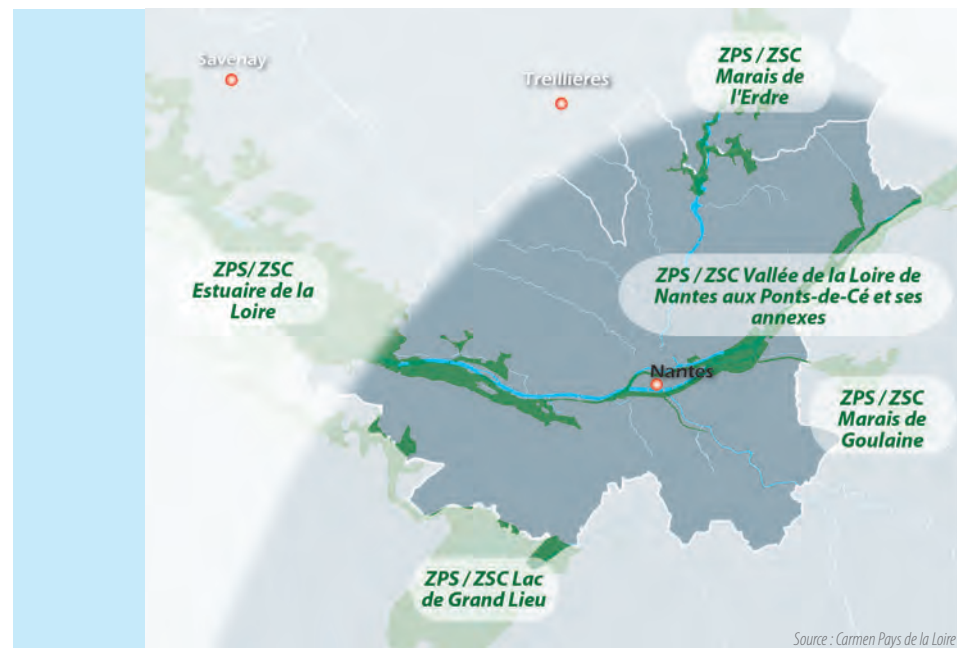 Savenay
Treillières
ZPS / ZSC
Marais de
l'Erdre
ZPS/ ZSC
Estuaire de la
Loire
ZPS / ZSC Vallée de la Loire de
Nantes aux Ponts-de-Cé et ses
annexes
Nantes
ZPS / ZSC
Marais de
Goulaine
ZPS / ZSC Lac
de Grand Lieu
Source : Carmen Pays de la Loire